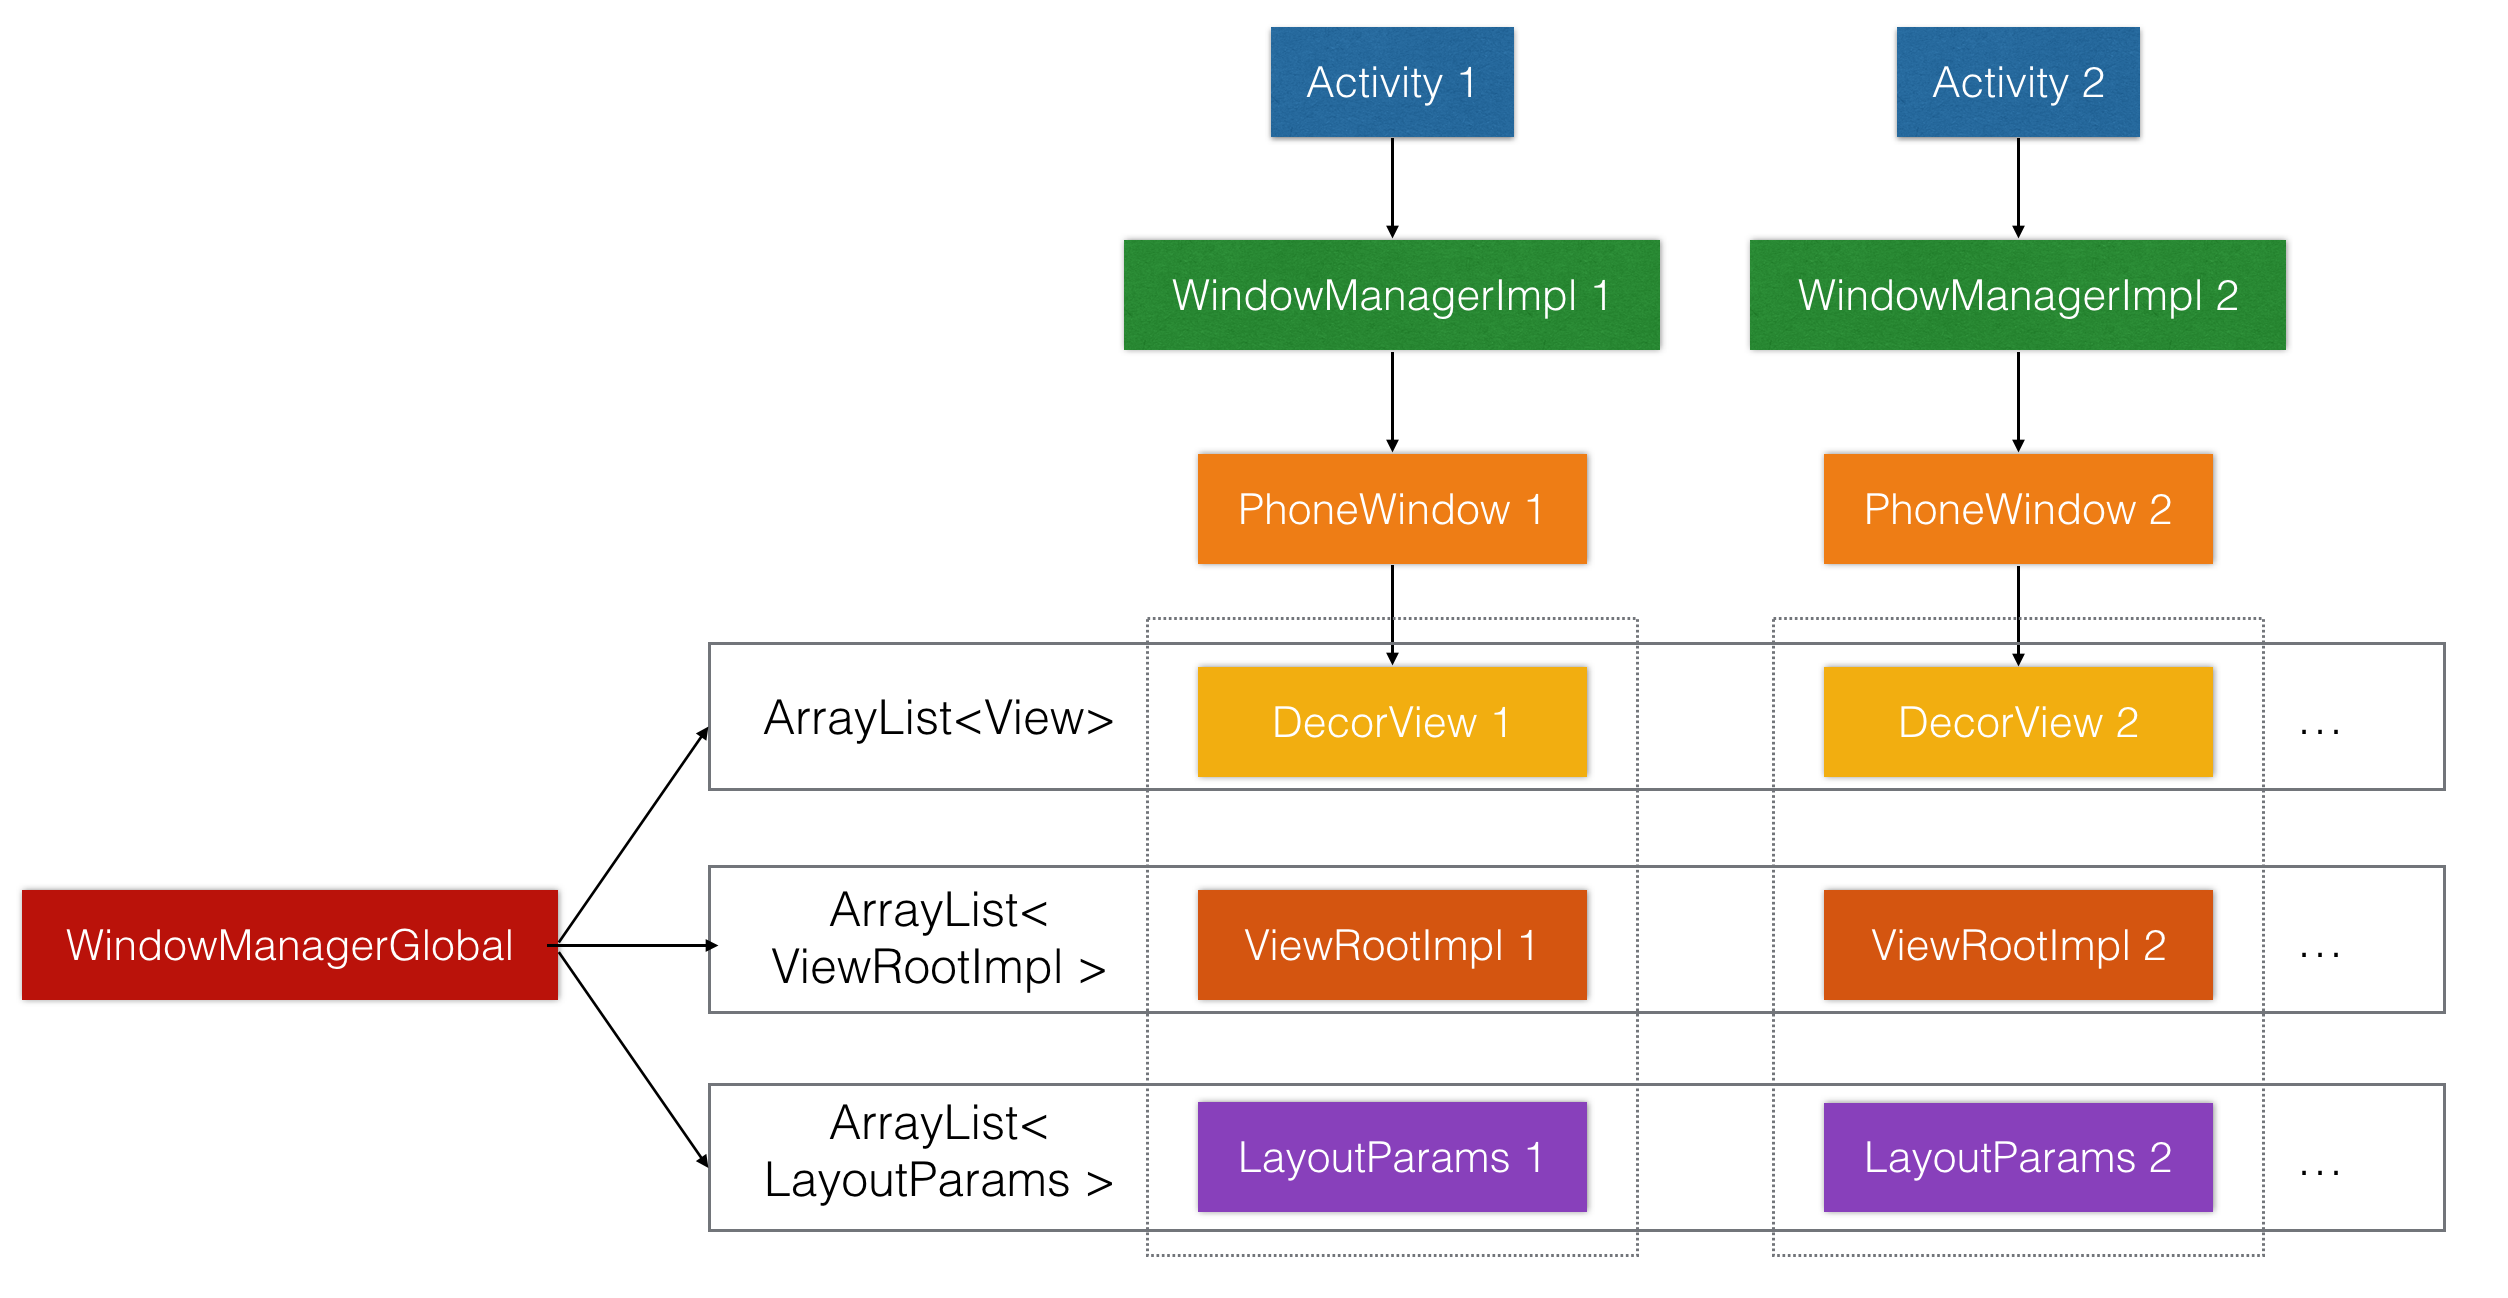 Activity 1
Activity 2
WindowManagerImpl 1
WindowManagerImpl 2
PhoneWindow 1
PhoneWindow 2
ArrayList<View>
DecorView 1
DecorView 2
...
WindowManagerGlobal
ArrayList<
ViewRootImpl >
ViewRootImpl 1
ViewRootImpl 2
...
ArrayList<
LayoutParams >
LayoutParams 1
LayoutParams 2
...